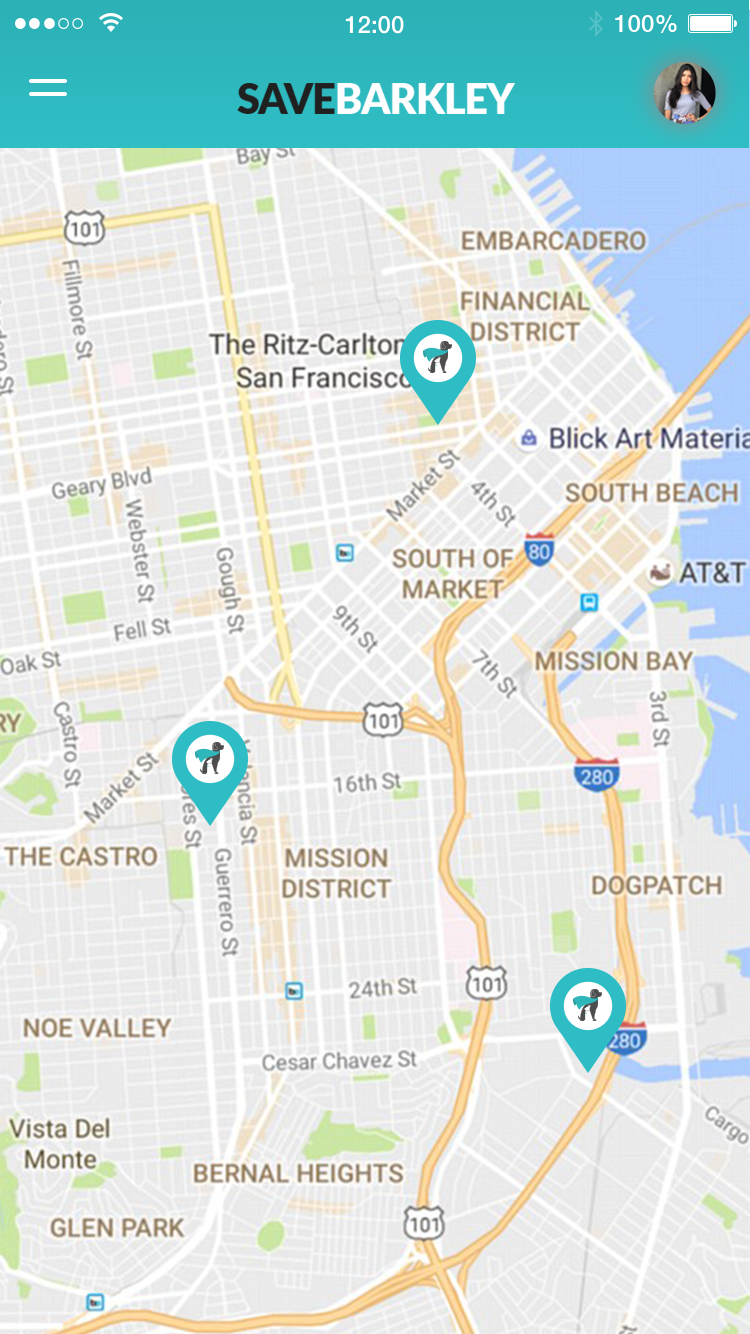 12:00
100%
SAVEBARKLEY
Bay St
101
EMBARCADERO
Fillmore St
FINANCIAL
DISTRICT
The Ritz-Carlton
San Francisco
Blick Art Materia
Market St
Geary Blvd
4th St
SOUTH BEACH
Webster St
80
Gough St
SOUTH OF
MARKET
AT&T
9th St
Fell St
Oak St
7th St
MISSION BAY
3rd St
RY
101
Castro St
Market St
16th St
280
THE CASTRO
Guerrero St
MISSION
DISTRICT
DOGPATCH
24th St
101
NOE VALLEY
280
Cesar Chavez St
Cargo
Vista Del
Monte
BERNAL HEIGHTS
GLEN PARK
101